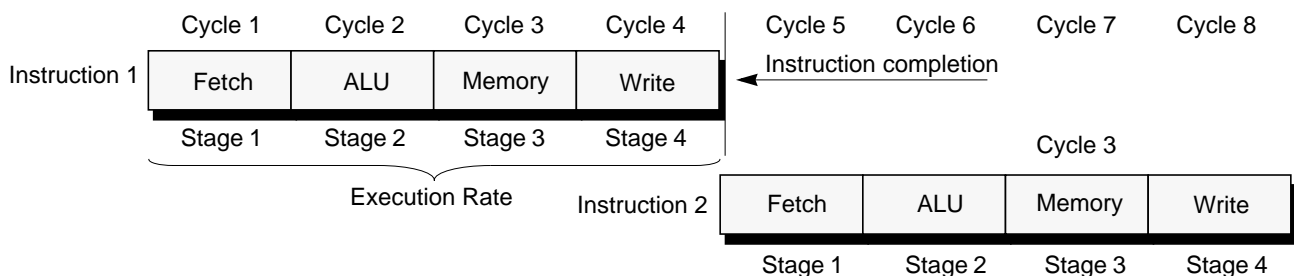 Cycle 1 Cycle 2 Cycle 3 Cycle 4 Cycle 5 Cycle 6 Cycle 7 Cycle 8
Instruction 1 Fetch ALU Memory Write Instruction completion
Stage 1 Stage 2 Stage 3 Stage 4
Cycle 3
Execution Rate
Instruction 2 Fetch ALU Memory Write
Stage 1 Stage 2 Stage 3 Stage 4